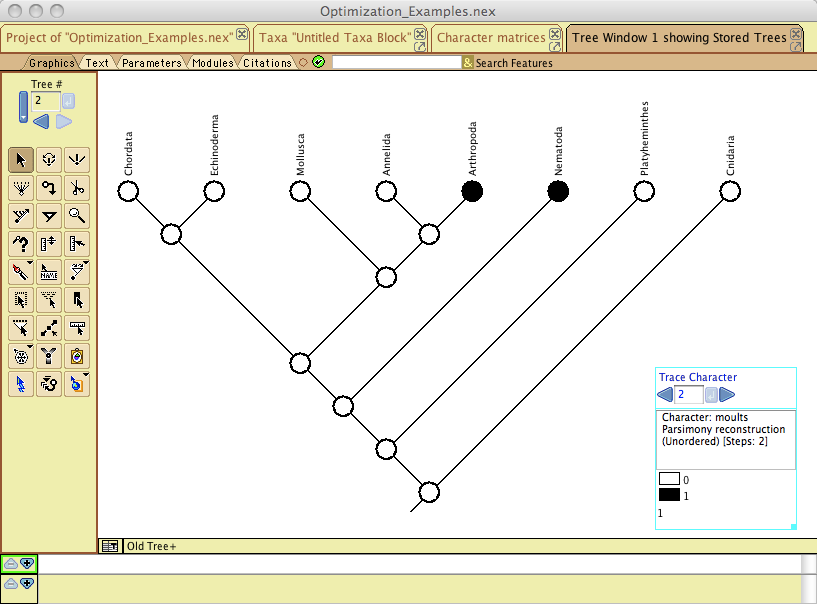 Optimization_Examples.nex
Project of "Optimization_Examples.nex"
Taxa "Untitled Taxa Block"
Character matrices
Tree Window 1 showing Stored Trees
Graphics
Text
Parameters
Modules
Citations
& Search Features
Tree #
2
Chordata
Echinoderma
Mollusca
Annelida
Arthropoda
Nematoda
Platyheminthes
Cnidaria
NAME
Trace Character
2
Character: moults
Parsimony reconstruction
(Unordered) [Steps: 2]
0
1
1
Old Tree+